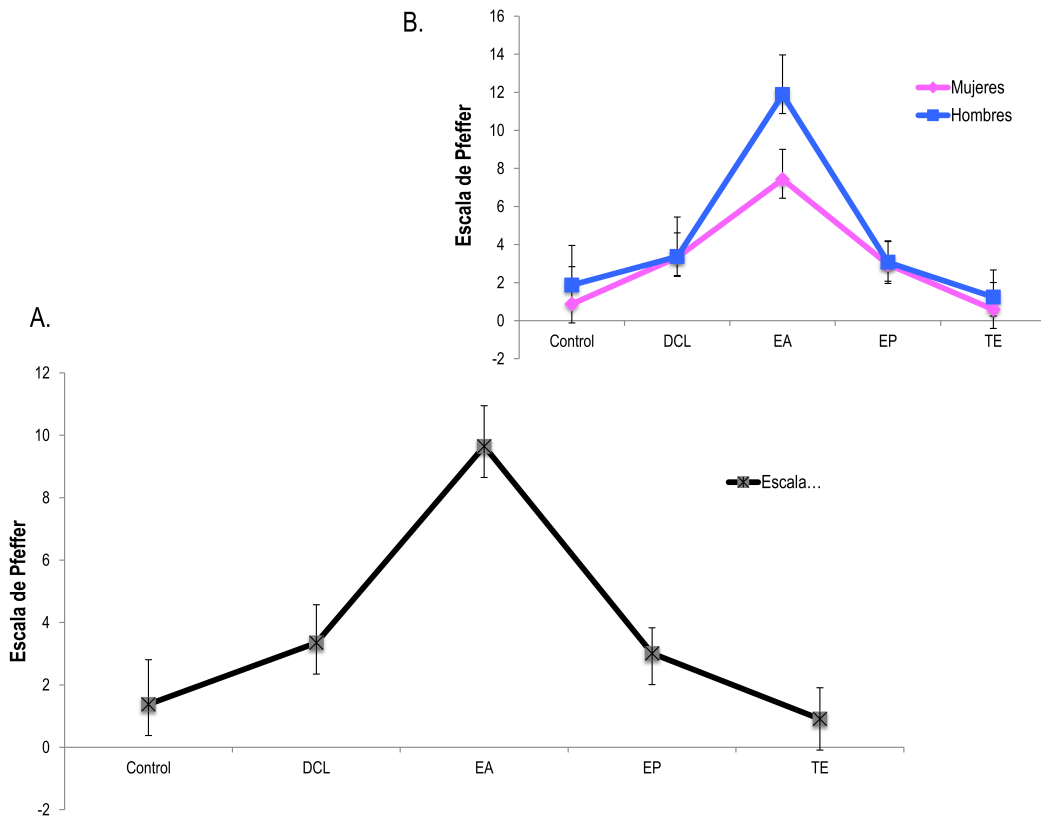 B.
Escala de Pfeffer
16
14
12
10
8
6
4
2
0
-2
Control DCL EA EP TE
Mujeres
Hombres
A.
Escala de Pfeffer
12
10
8
6
4
2
0
-2
Control DCL EA EP TE
Escala…